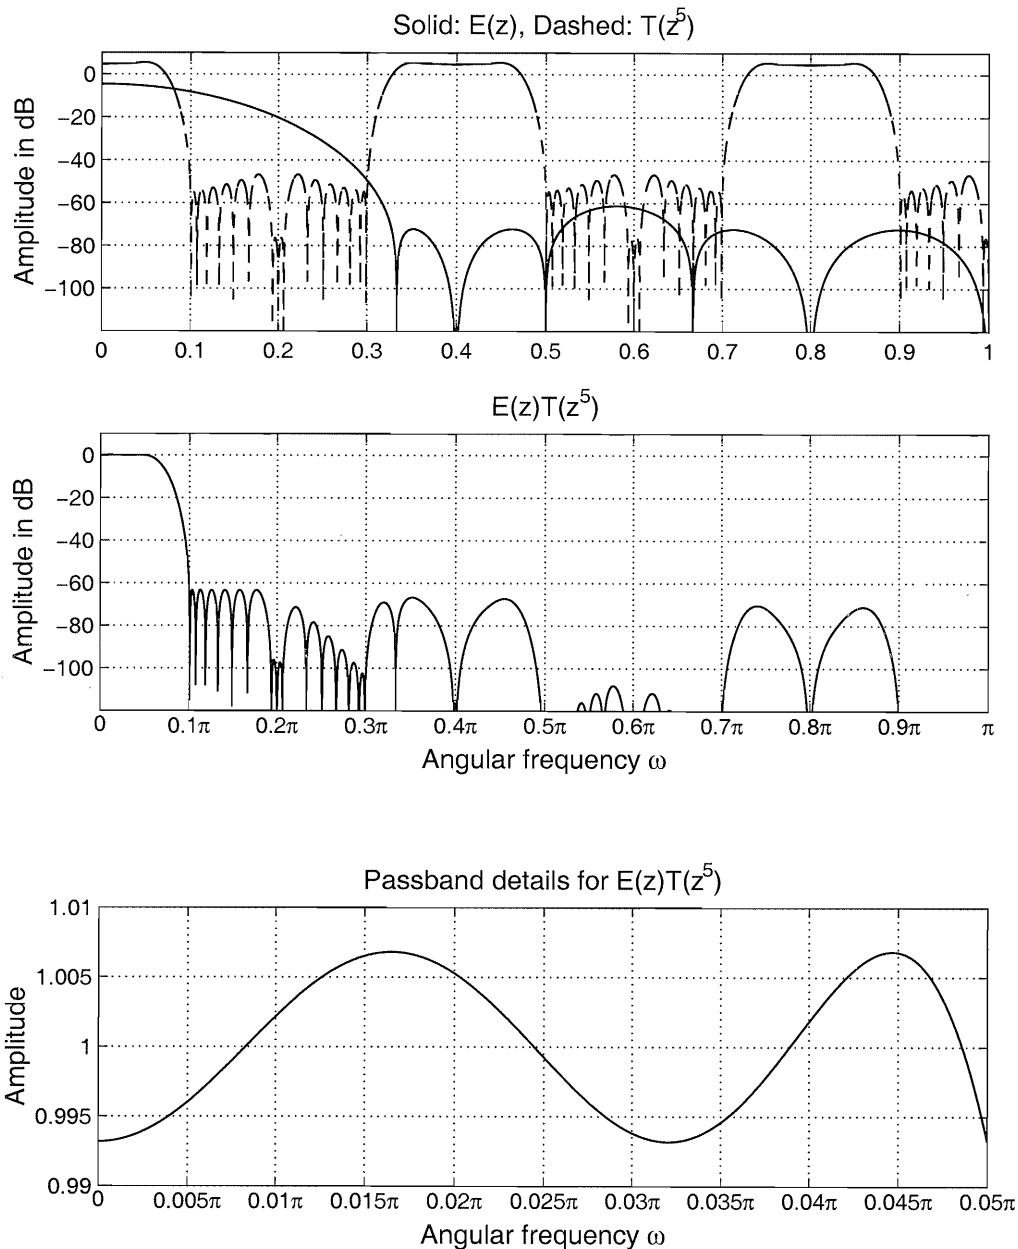 Solid: E(z), Dashed: T(z^5)
Amplitude in dB
0
−20
−40
−60
−80
−100
0 0.1 0.2 0.3 0.4 0.5 0.6 0.7 0.8 0.9 1
E(z)T(z^5)
Amplitude in dB
0
−20
−40
−60
−80
−100
0 0.1π 0.2π 0.3π 0.4π 0.5π 0.6π 0.7π 0.8π 0.9π π
Angular frequency ω
Passband details for E(z)T(z^5)
Amplitude
1.01
1.005
1
0.995
0.99
0 0.005π 0.01π 0.015π 0.02π 0.025π 0.03π 0.035π 0.04π 0.045π 0.05π
Angular frequency ω